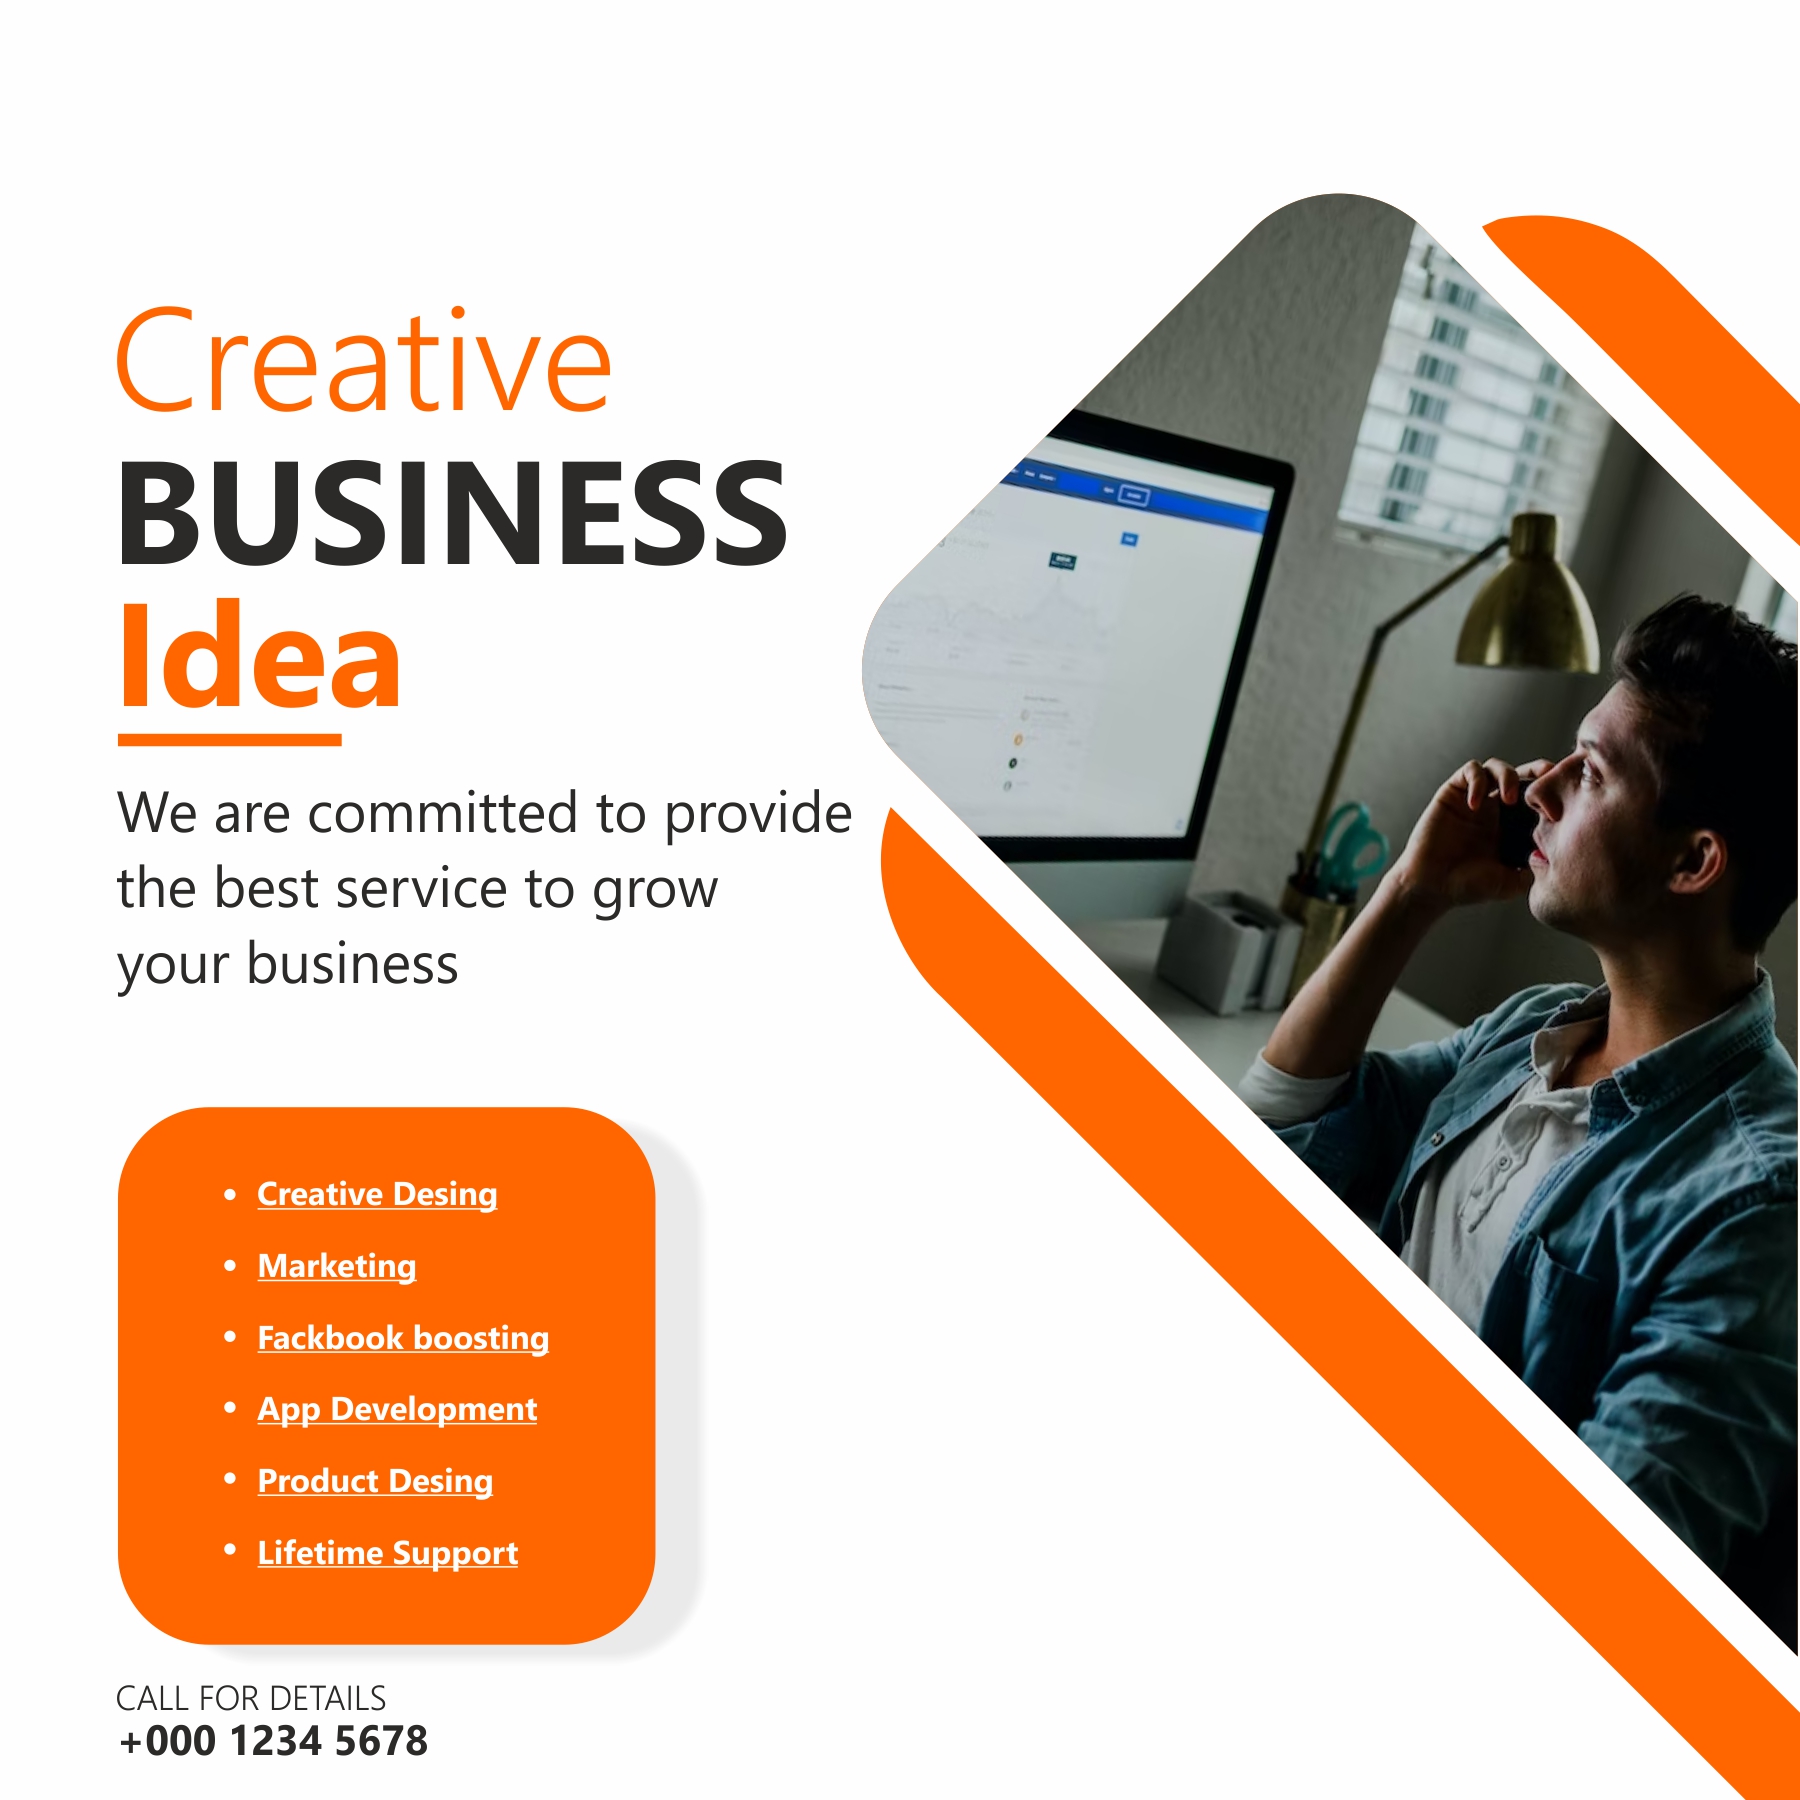 Creative
BUSINESS
Idea
We are committed to provide
the best service to grow
your business
• Creative Desing
• Marketing
• Fackbook boosting
• App Development
• Product Desing
• Lifetime Support
CALL FOR DETAILS
+000 1234 5678